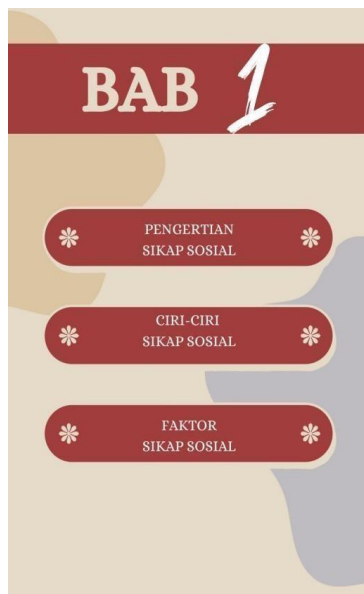 BAB 1
PENGERTIAN
SIKAP SOSIAL
CIRI-CIRI
SIKAP SOSIAL
FAKTOR
SIKAP SOSIAL